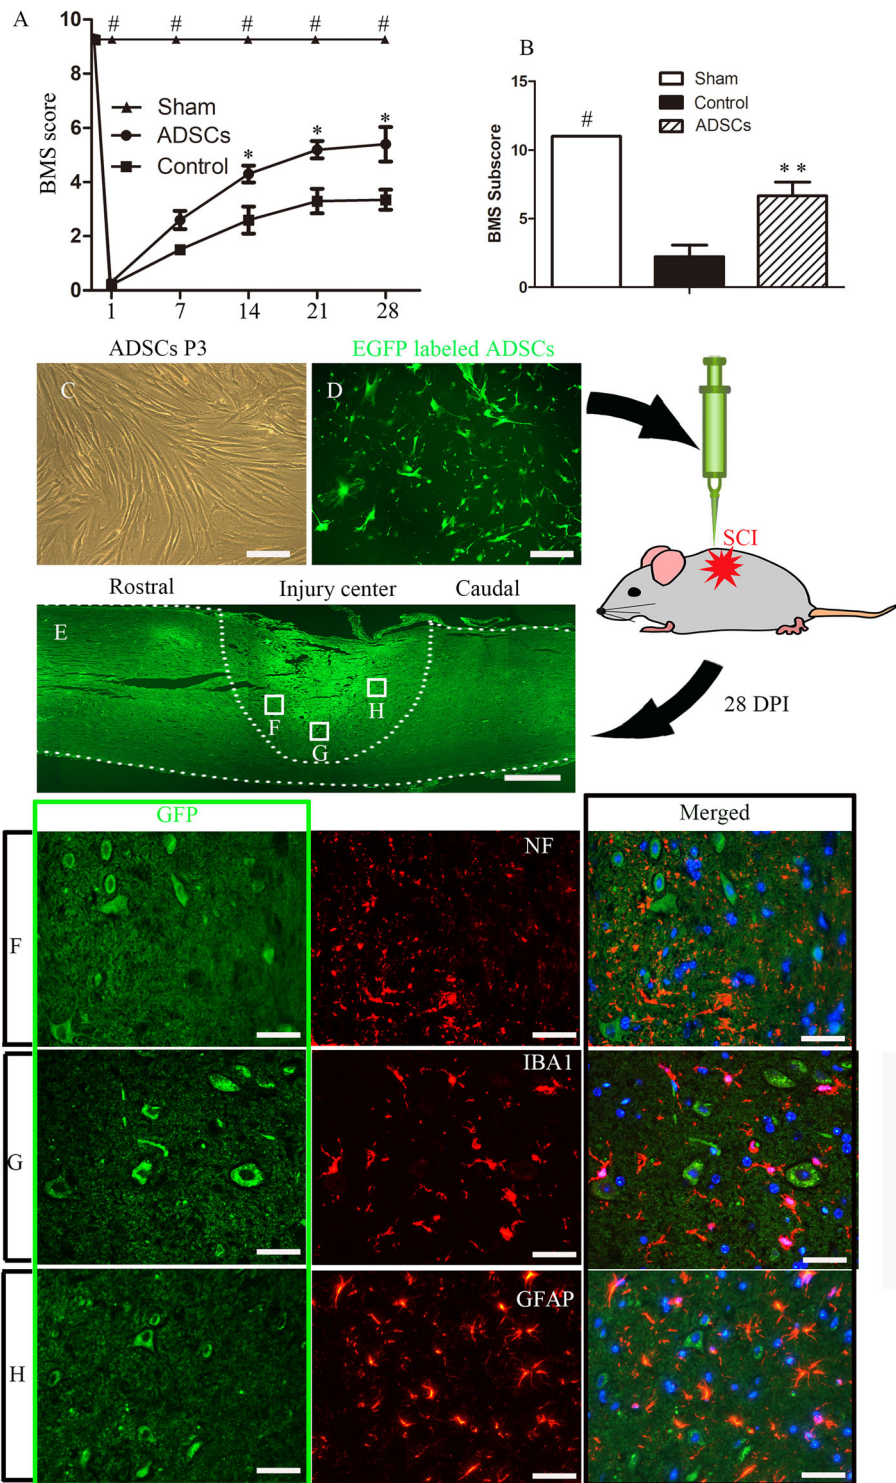 A
10
8
6
4
2
0
BMS score
# # # # #
Sham
ADSCs
Control
* * *
1 7 14 21 28
B
15
10
5
0
BMS Subscore
Sham
Control
ADSCs
#
* *
ADSCs P3
EGFP labeled ADSCs
C
D
SCI
Rostral Injury center Caudal
E
F
G
H
28 DPI
GFP
Merged
F
NF
G
IBA1
H
GFAP